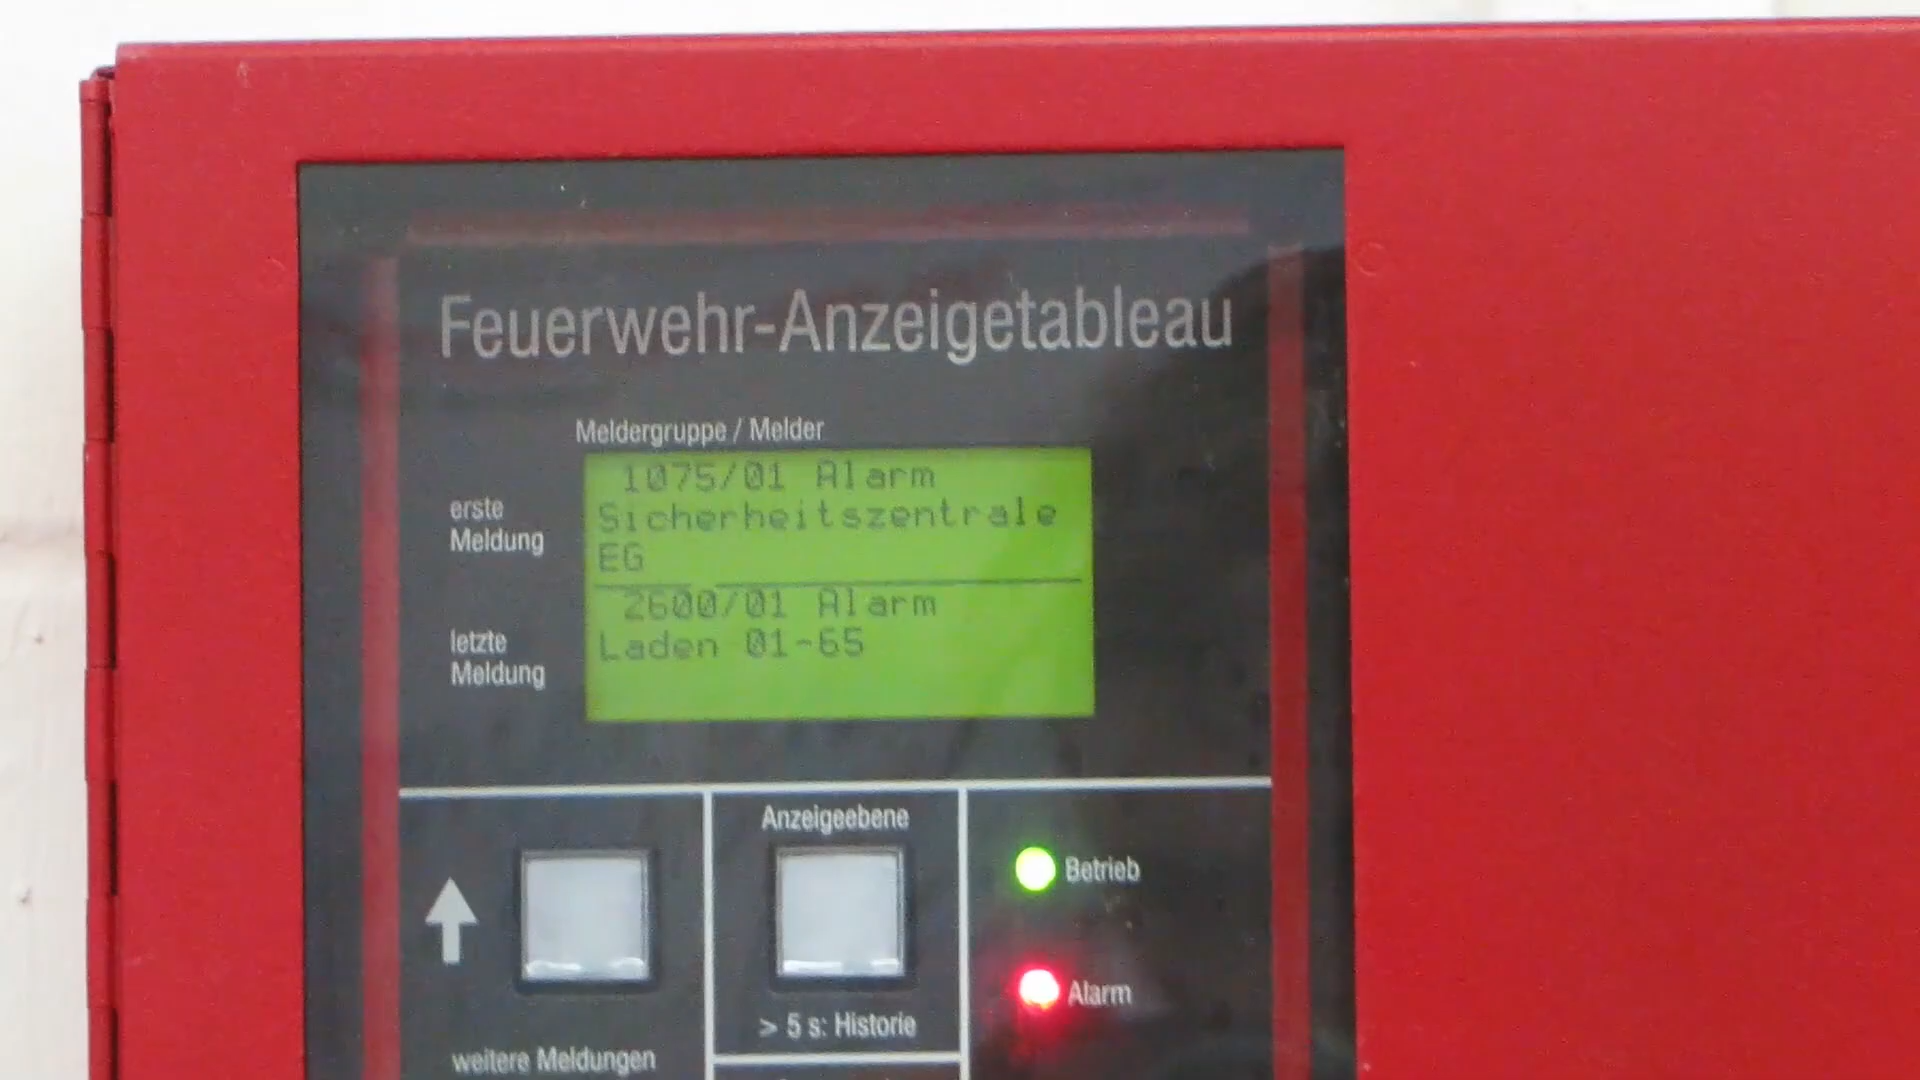 Feuerwehr-Anzeigetableau
Meldergruppe / Melder
erste
Meldung
1075/01 Alarm
Sicherheitszentrale
EG
letzte
Meldung
2600/01 Alarm
Laden 01-65
Anzeigeebene
> 5 s: Historie
weitere Meldungen
Betrieb
Alarm